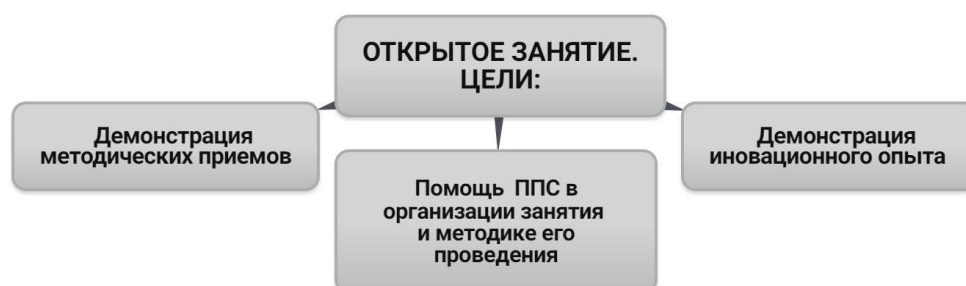 ОТКРЫТОЕ ЗАНЯТИЕ.
ЦЕЛИ:
Демонстрация
методических приемов
Помощь ППС в
организации занятия
и методике его
проведения
Демонстрация
иновационного опыта